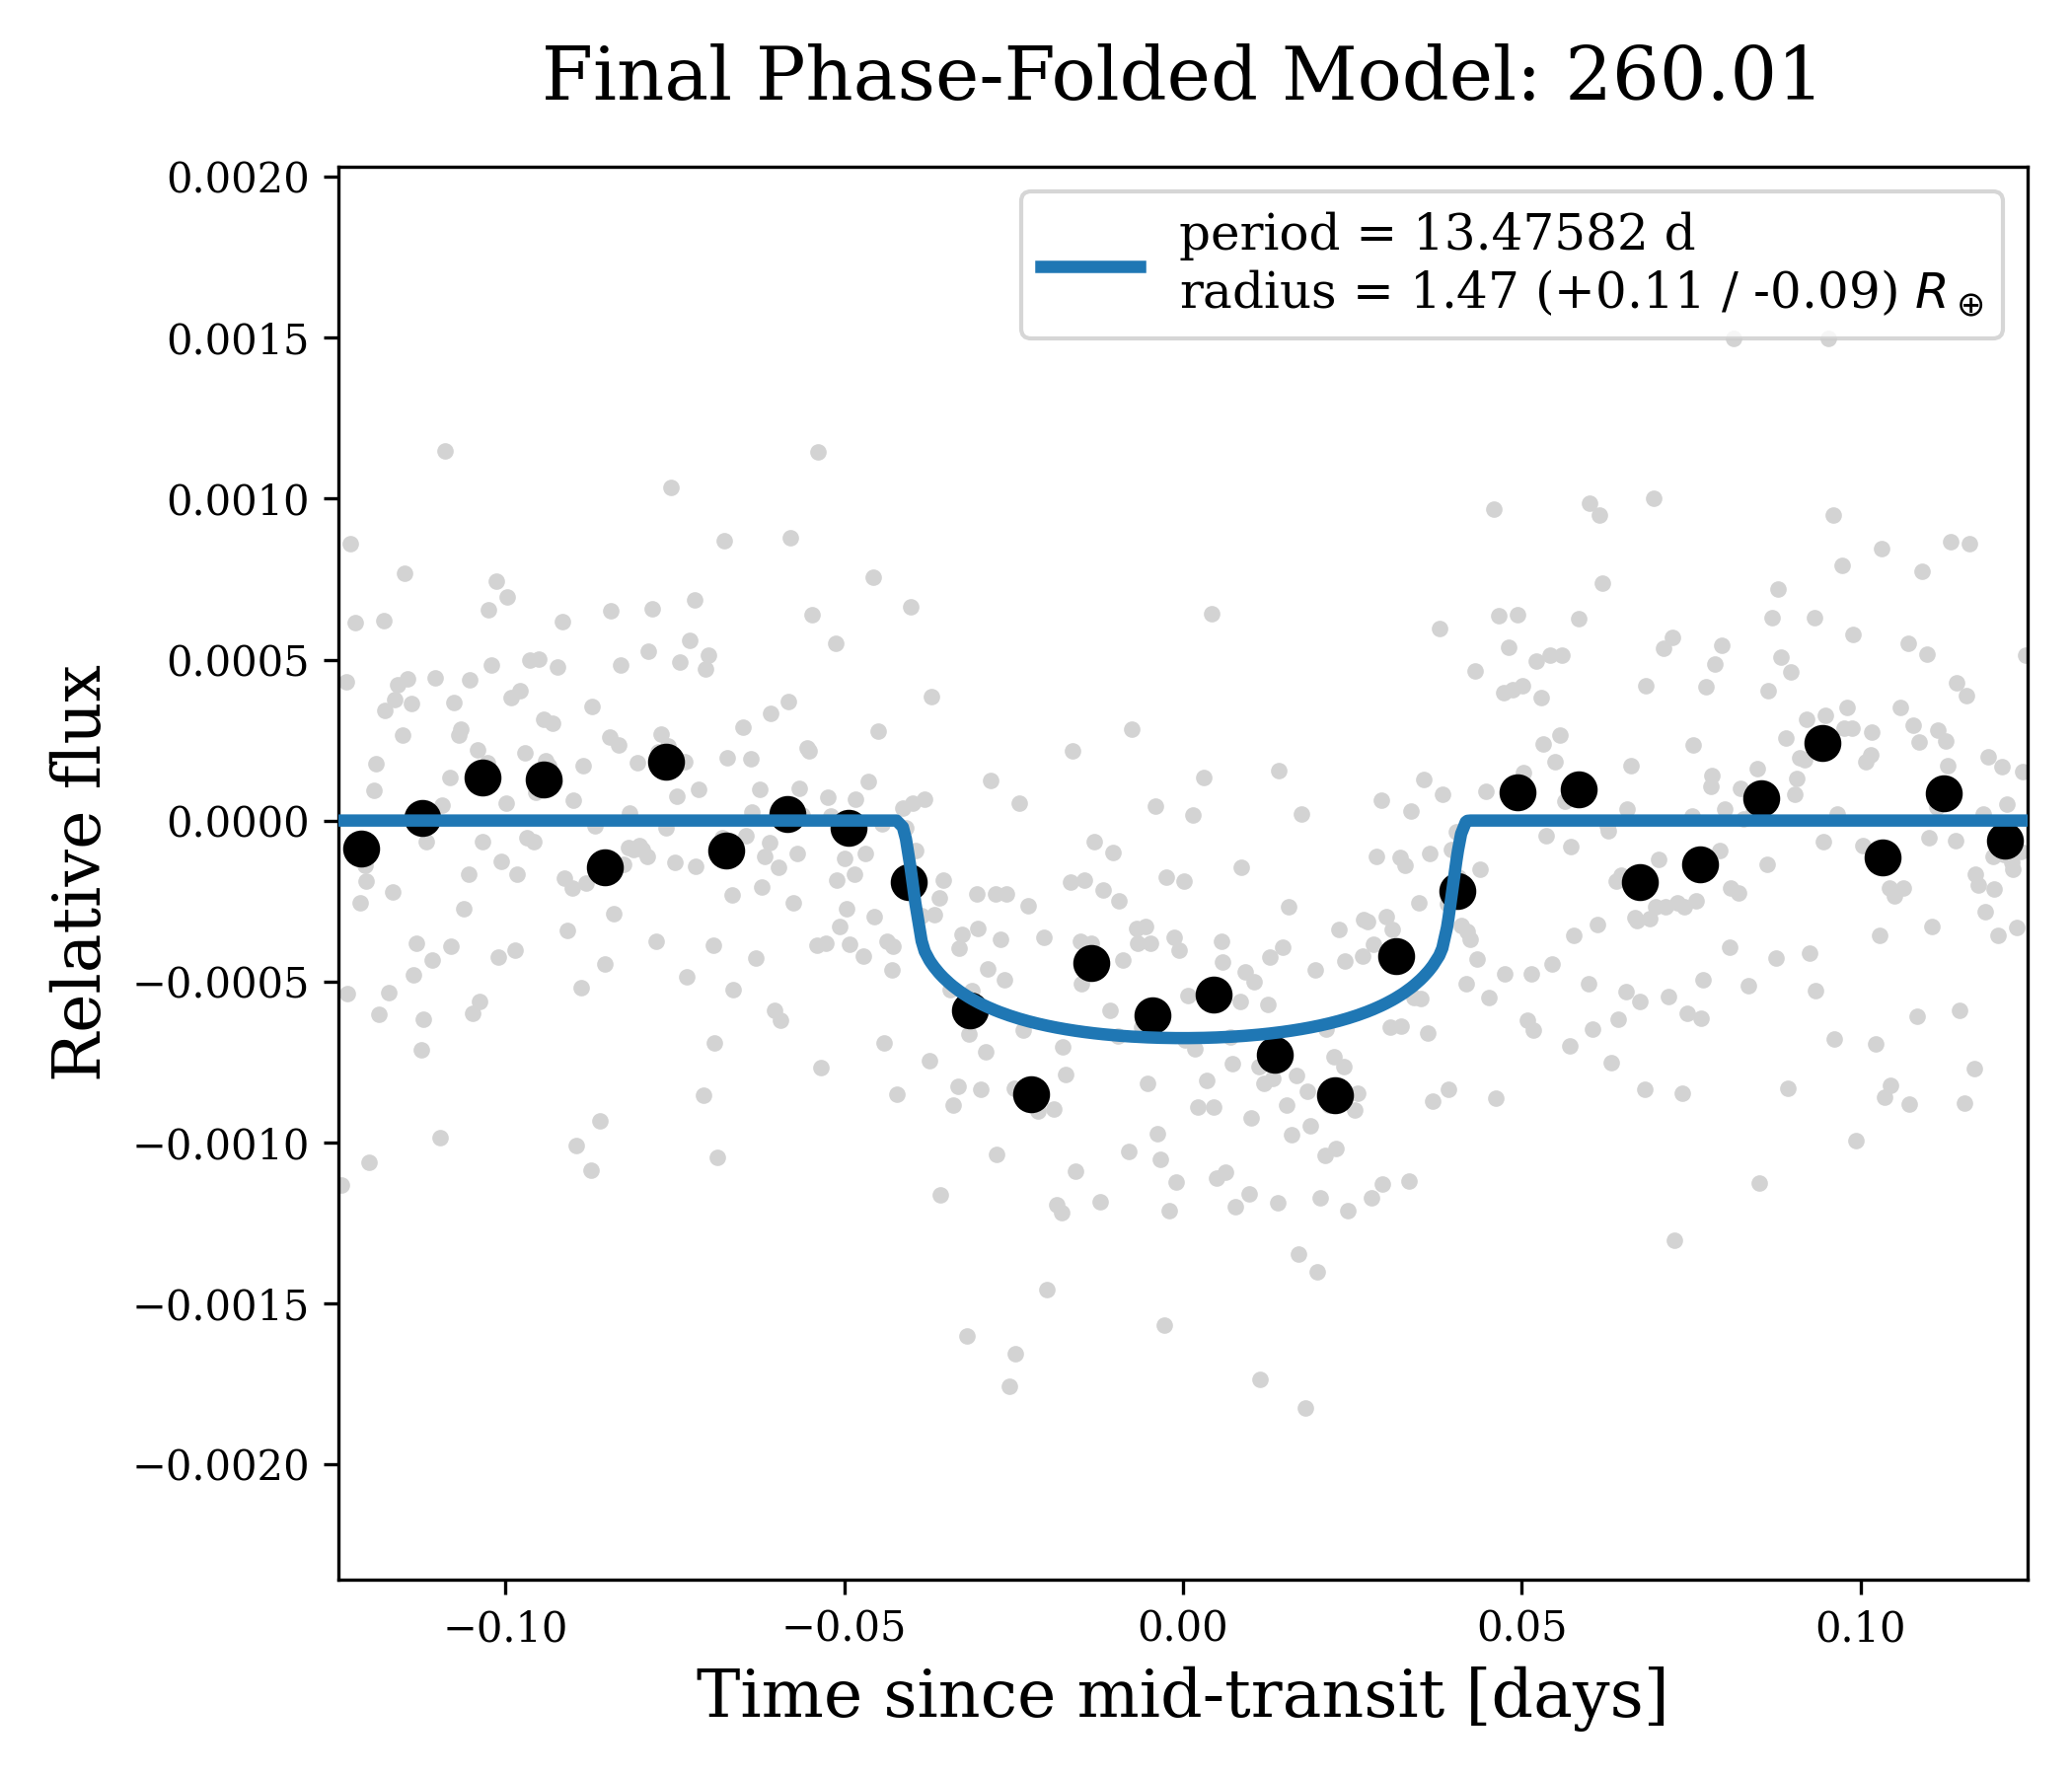 Final Phase-Folded Model: 260.01
period = 13.47582 d
radius = 1.47 (+0.11 / -0.09) R⊕
Relative flux
0.0020
0.0015
0.0010
0.0005
0.0000
−0.0005
−0.0010
−0.0015
−0.0020
−0.10 −0.05 0.00 0.05 0.10
Time since mid-transit [days]